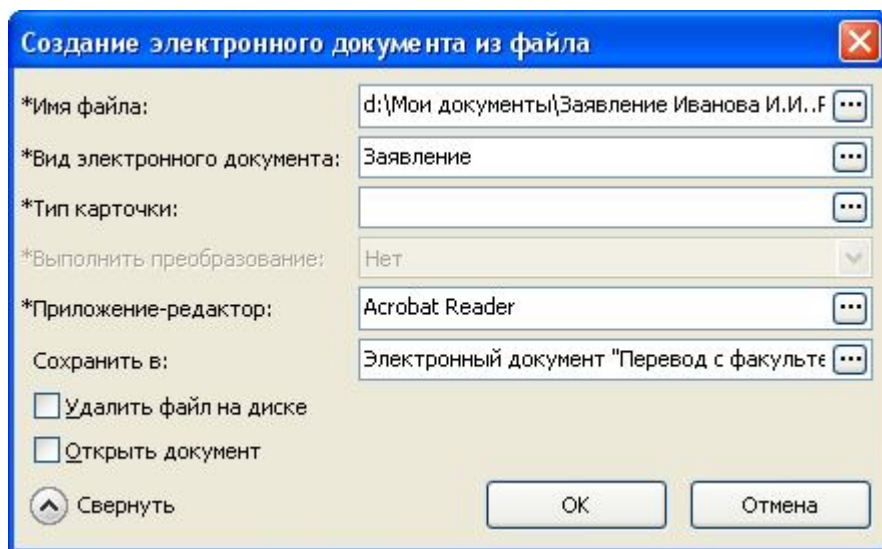 Создание электронного документа из файла
*Имя файла: d:\Мои документы\Заявление Иванова И.И..F ...
*Вид электронного документа: Заявление ...
*Тип карточки: ...
*Выполнить преобразование: Нет
*Приложение-редактор: Acrobat Reader ...
Сохранить в: Электронный документ "Перевод с факульте ...
Удалить файл на диске
Открыть документ
Свернуть OK Отмена